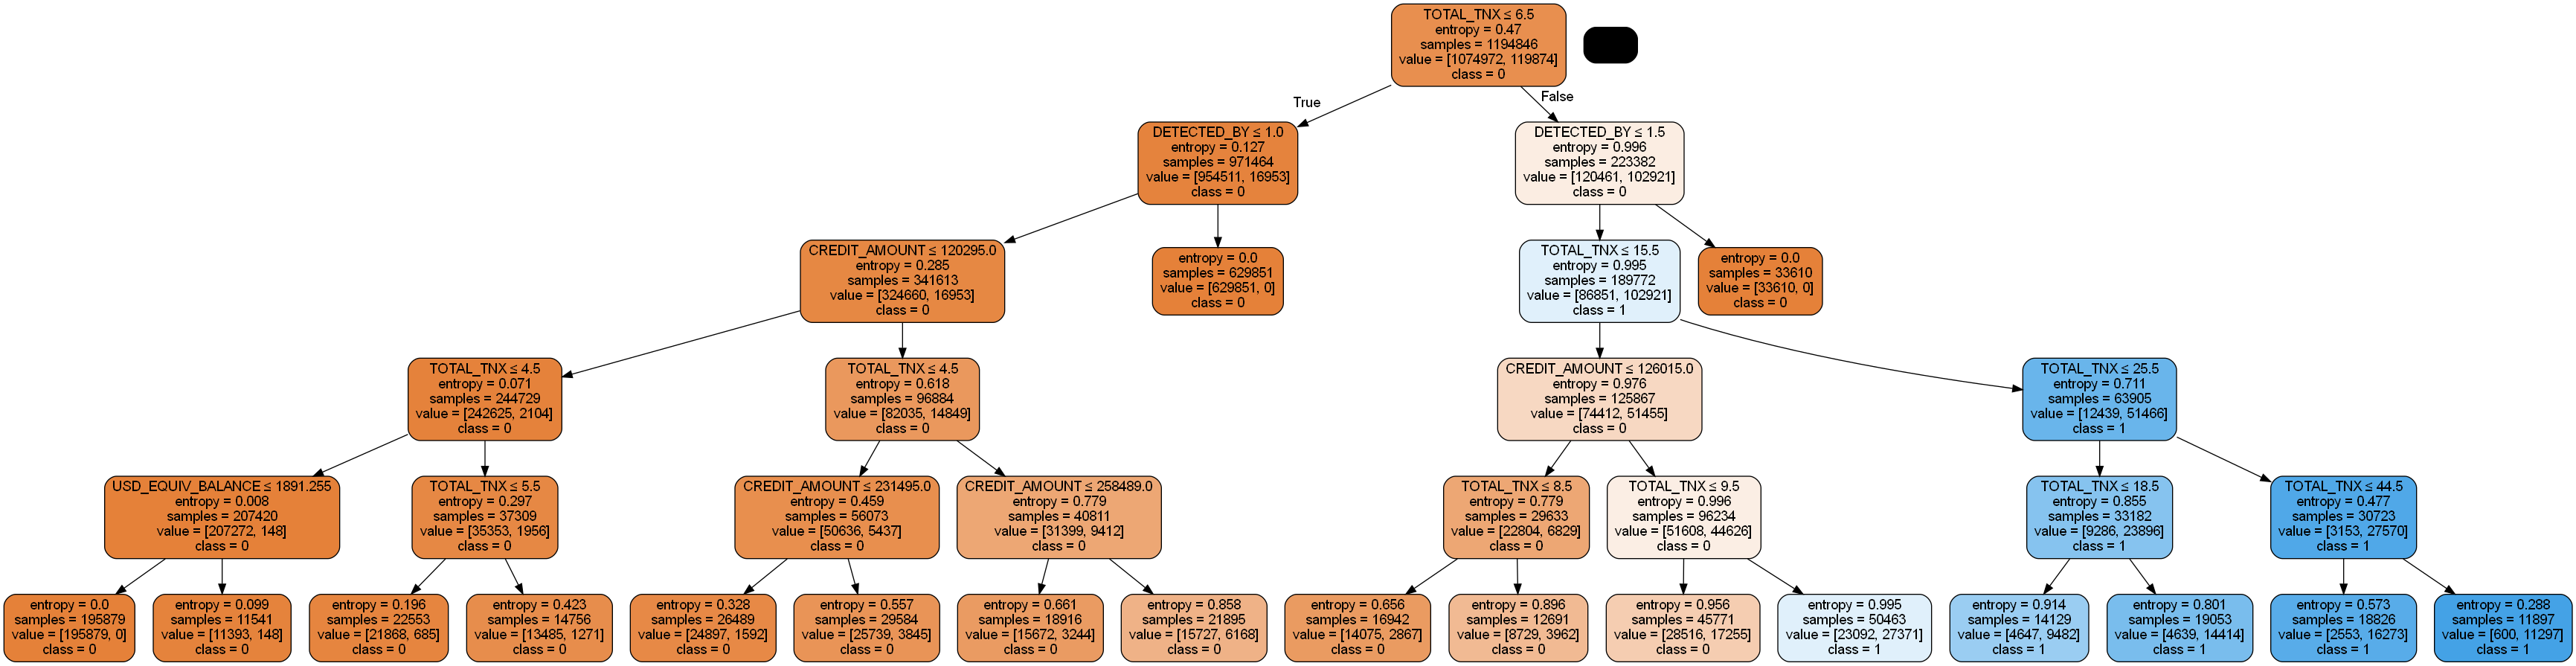 TOTAL_TNX ≤ 6.5
entropy = 0.47
samples = 1194846
value = [1074972, 119874]
class = 0
True
False
DETECTED_BY ≤ 1.0
entropy = 0.127
samples = 971464
value = [954511, 16953]
class = 0
DETECTED_BY ≤ 1.5
entropy = 0.996
samples = 223382
value = [120461, 102921]
class = 0
CREDIT_AMOUNT ≤ 120295.0
entropy = 0.285
samples = 341613
value = [324660, 16953]
class = 0
entropy = 0.0
samples = 629851
value = [629851, 0]
class = 0
TOTAL_TNX ≤ 15.5
entropy = 0.995
samples = 189772
value = [86851, 102921]
class = 1
entropy = 0.0
samples = 33610
value = [33610, 0]
class = 0
TOTAL_TNX ≤ 4.5
entropy = 0.071
samples = 244729
value = [242625, 2104]
class = 0
TOTAL_TNX ≤ 4.5
entropy = 0.618
samples = 96884
value = [82035, 14849]
class = 0
CREDIT_AMOUNT ≤ 126015.0
entropy = 0.976
samples = 125867
value = [74412, 51455]
class = 0
TOTAL_TNX ≤ 25.5
entropy = 0.711
samples = 63905
value = [12439, 51466]
class = 1
USD_EQUIV_BALANCE ≤ 1891.255
entropy = 0.008
samples = 207420
value = [207272, 148]
class = 0
TOTAL_TNX ≤ 5.5
entropy = 0.297
samples = 37309
value = [35353, 1956]
class = 0
CREDIT_AMOUNT ≤ 231495.0
entropy = 0.459
samples = 56073
value = [50636, 5437]
class = 0
CREDIT_AMOUNT ≤ 258489.0
entropy = 0.779
samples = 40811
value = [31399, 9412]
class = 0
TOTAL_TNX ≤ 8.5
entropy = 0.779
samples = 29633
value = [22804, 6829]
class = 0
TOTAL_TNX ≤ 9.5
entropy = 0.996
samples = 96234
value = [51608, 44626]
class = 0
TOTAL_TNX ≤ 18.5
entropy = 0.855
samples = 33182
value = [9286, 23896]
class = 1
TOTAL_TNX ≤ 44.5
entropy = 0.477
samples = 30723
value = [3153, 27570]
class = 1
entropy = 0.0
samples = 195879
value = [195879, 0]
class = 0
entropy = 0.099
samples = 11541
value = [11393, 148]
class = 0
entropy = 0.196
samples = 22553
value = [21868, 685]
class = 0
entropy = 0.423
samples = 14756
value = [13485, 1271]
class = 0
entropy = 0.328
samples = 26489
value = [24897, 1592]
class = 0
entropy = 0.557
samples = 29584
value = [25739, 3845]
class = 0
entropy = 0.661
samples = 18916
value = [15672, 3244]
class = 0
entropy = 0.858
samples = 21895
value = [15727, 6168]
class = 0
entropy = 0.656
samples = 16942
value = [14075, 2867]
class = 0
entropy = 0.896
samples = 12691
value = [8729, 3962]
class = 0
entropy = 0.956
samples = 45771
value = [28516, 17255]
class = 0
entropy = 0.995
samples = 50463
value = [23092, 27371]
class = 1
entropy = 0.914
samples = 14129
value = [4647, 9482]
class = 1
entropy = 0.801
samples = 19053
value = [4639, 14414]
class = 1
entropy = 0.573
samples = 18826
value = [2553, 16273]
class = 1
entropy = 0.288
samples = 11897
value = [600, 11297]
class = 1